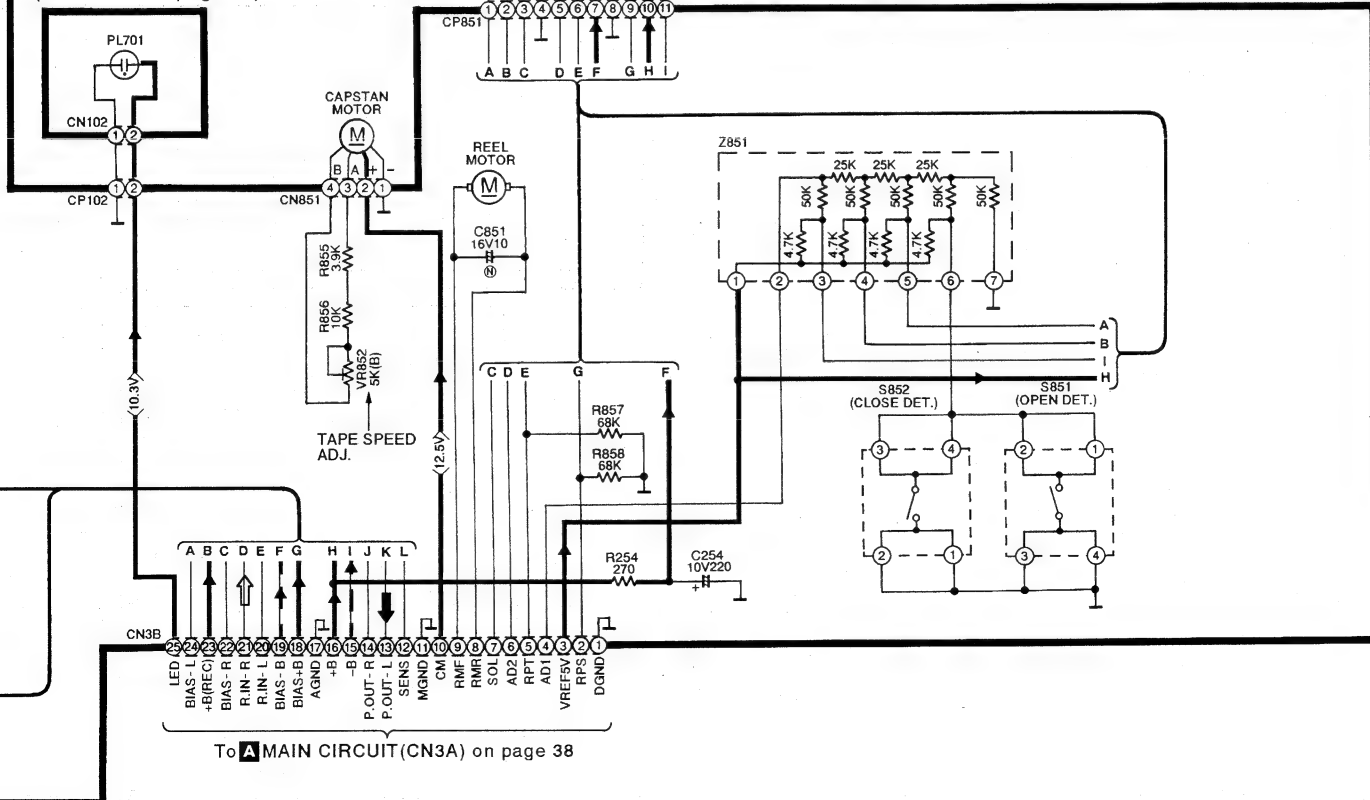 1 2 3 4 5 6 7 8 9 10 11
CP851
A B C D E F G H I
PL701
CN102
1 2
CAPSTAN
MOTOR
M
B A + -
1 2
CP102
CN851
4 3 2 1
REEL
MOTOR
M
C851
16V10
N
Z851
25K 25K 25K
50K 50K 50K 50K 50K
4.7K 4.7K 4.7K 4.7K
1 2 3 4 5 6 7
R855
3.9K
R856
10K
VR852
5K(B)
TAPE SPEED
ADJ.
10.3V
12.5V
A
B
I
H
C D E G F
R857
68K
R858
68K
S852
(CLOSE DET.)
S851
(OPEN DET.)
3 4 2 1
2 1 3 4
A B C D E F G H I J K L
R254
270
C254
10V220
+
CN3B
25 24 23 22 21 20 19 18 17 16 15 14 13 12 11 10 9 8 7 6 5 4 3 2 1
LED
BIAS-L
+B(REC)
BIAS-R
R.IN-R
R.IN-L
BIAS-B
BIAS+B
AGND
+B
-B
P.OUT-R
P.OUT-L
SENS
MGND
CM
RMF
RMR
SOL
AD2
RPT
AD1
VREF5V
RPS
DGND
To A MAIN CIRCUIT(CN3A) on page 38